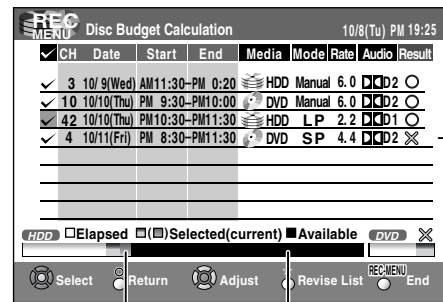 REC MENU Disc Budget Calculation 10/8(Tu) PM 19:25
CH Date Start End Media Mode Rate Audio Result
3 10/ 9(Wed) AM11:30-PM 0:20 HDD Manual 6.0 D2
10 10/10(Thu) PM 9:30-PM10:00 DVD Manual 6.0 D2
42 10/10(Thu) PM10:30-PM11:30 HDD LP 2.2 D1
4 10/11(Fri) PM 8:30-PM11:30 DVD SP 4.4 D2
HDD Elapsed ( )Selected(current) Available DVD
Select Return Adjust Revise List REC-MENU End